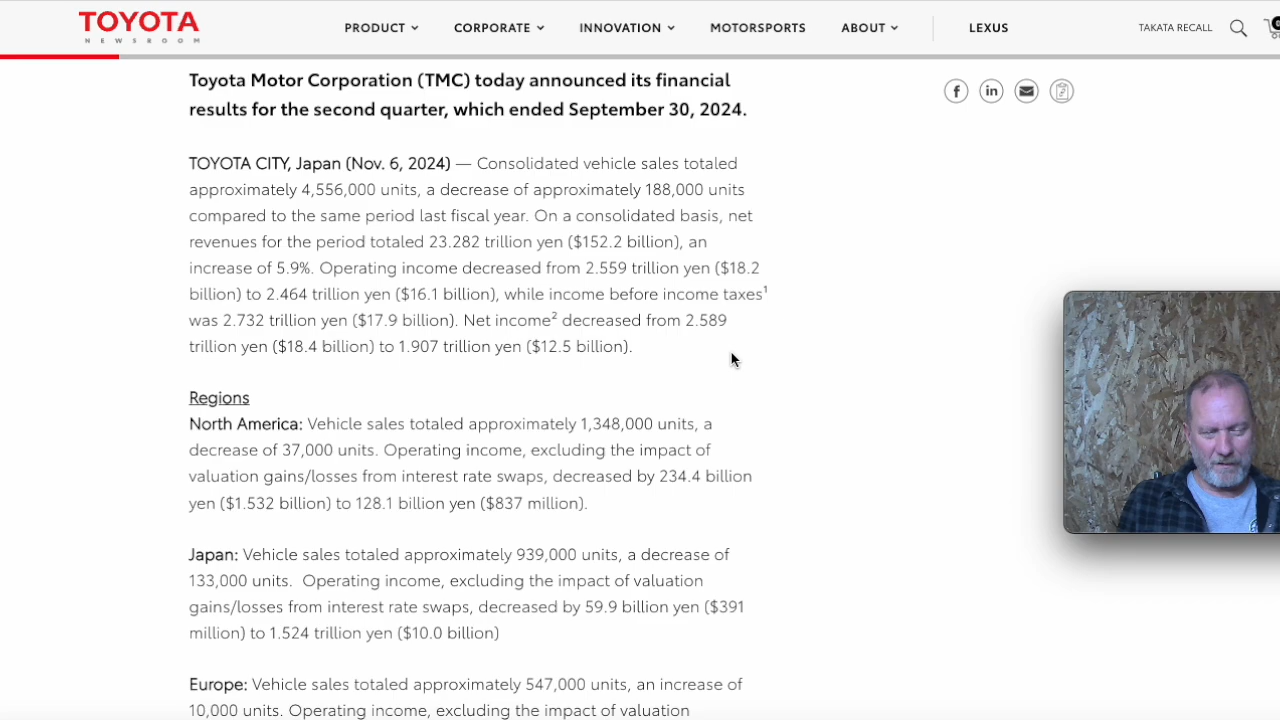 TOYOTA
NEWSROOM
PRODUCT
CORPORATE
INNOVATION
MOTORSPORTS
ABOUT
LEXUS
TAKATA RECALL
Toyota Motor Corporation (TMC) today announced its financial
results for the second quarter, which ended September 30, 2024.
TOYOTA CITY, Japan (Nov. 6, 2024) — Consolidated vehicle sales totaled
approximately 4,556,000 units, a decrease of approximately 188,000 units
compared to the same period last fiscal year. On a consolidated basis, net
revenues for the period totaled 23.282 trillion yen ($152.2 billion), an
increase of 5.9%. Operating income decreased from 2.559 trillion yen ($18.2
billion) to 2.464 trillion yen ($16.1 billion), while income before income taxes¹
was 2.732 trillion yen ($17.9 billion). Net income² decreased from 2.589
trillion yen ($18.4 billion) to 1.907 trillion yen ($12.5 billion).
Regions
North America: Vehicle sales totaled approximately 1,348,000 units, a
decrease of 37,000 units. Operating income, excluding the impact of
valuation gains/losses from interest rate swaps, decreased by 234.4 billion
yen ($1.532 billion) to 128.1 billion yen ($837 million).
Japan: Vehicle sales totaled approximately 939,000 units, a decrease of
133,000 units. Operating income, excluding the impact of valuation
gains/losses from interest rate swaps, decreased by 59.9 billion yen ($391
million) to 1.524 trillion yen ($10.0 billion)
Europe: Vehicle sales totaled approximately 547,000 units, an increase of
10,000 units. Operating income, excluding the impact of valuation